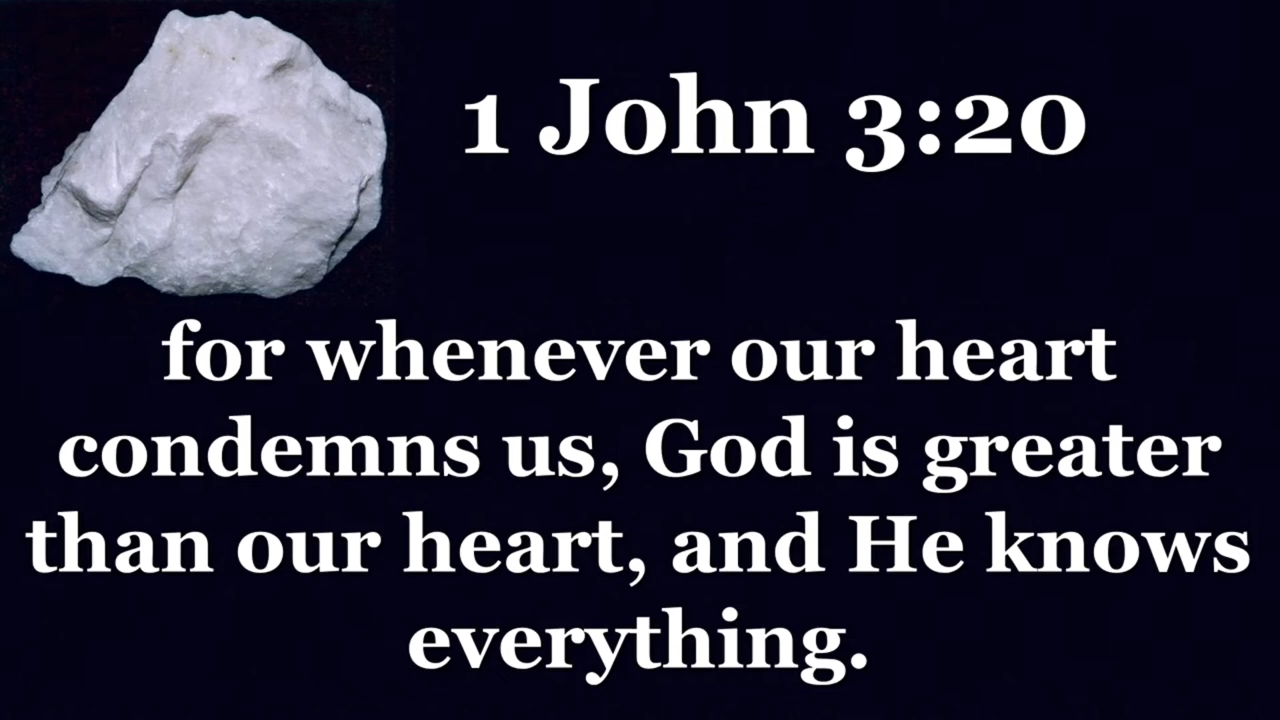 1 John 3:20
for whenever our heart
condemns us, God is greater
than our heart, and He knows
everything.